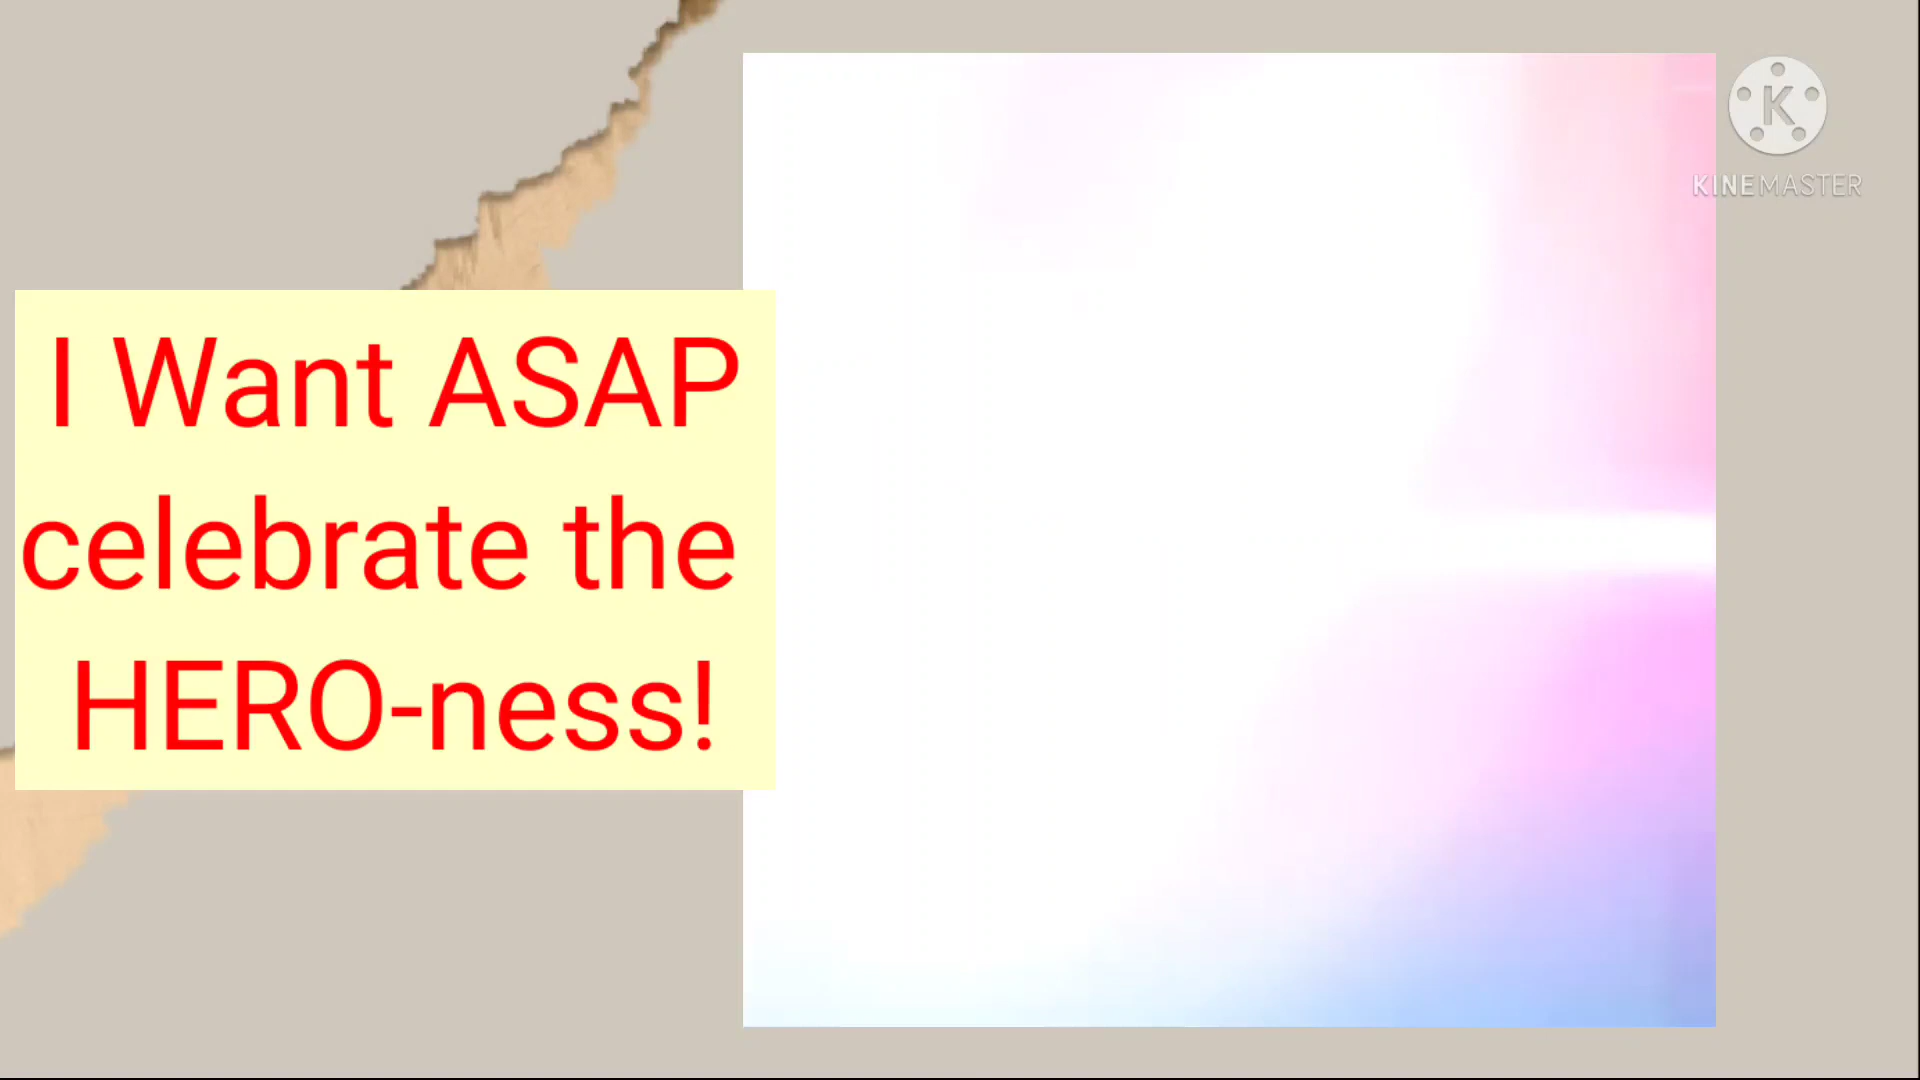 I Want ASAP
celebrate the
HERO-ness!
K
KINEMASTER